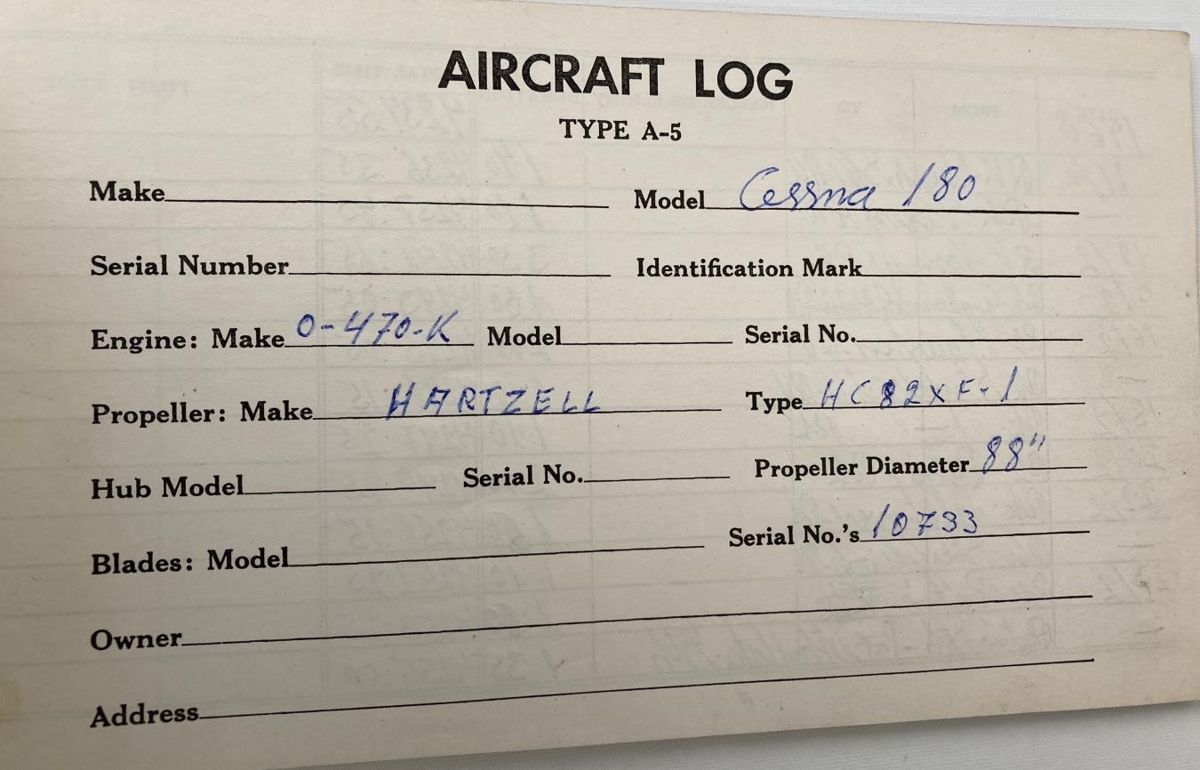 AIRCRAFT LOG
TYPE A-5
Make Model Cessna 180
Serial Number Identification Mark
Engine: Make O-470-K Model Serial No.
Propeller: Make HARTZELL Type HC82XF-1
Hub Model Serial No. Propeller Diameter 88"
Blades: Model Serial No.'s 10733
Owner
Address